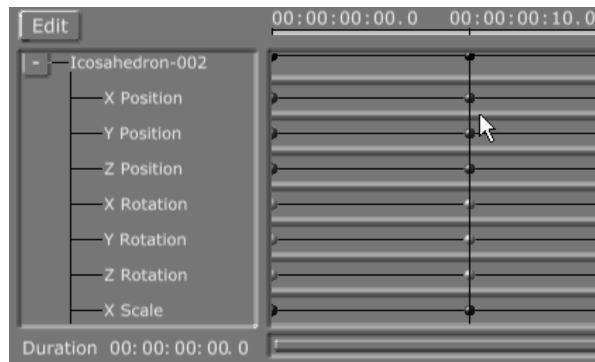 Edit
00:00:00:00.0 00:00:00:10.0
- Icosahedron-002
X Position
Y Position
Z Position
X Rotation
Y Rotation
Z Rotation
X Scale
Duration 00:00:00:00.0